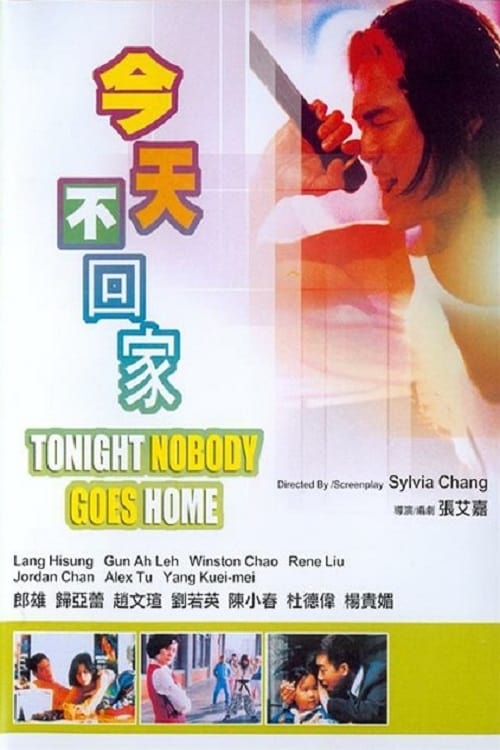 今天
不回家
TONIGHT NOBODY
GOES HOME
Directed By /Screenplay Sylvia Chang
導演/編劇 張艾嘉
Lang Hisung Gun Ah Leh Winston Chao Rene Liu
Jordan Chan Alex Tu Yang Kuei-mei
郎雄 歸亞蕾 趙文瑄 劉若英 陳小春 杜德偉 楊貴媚